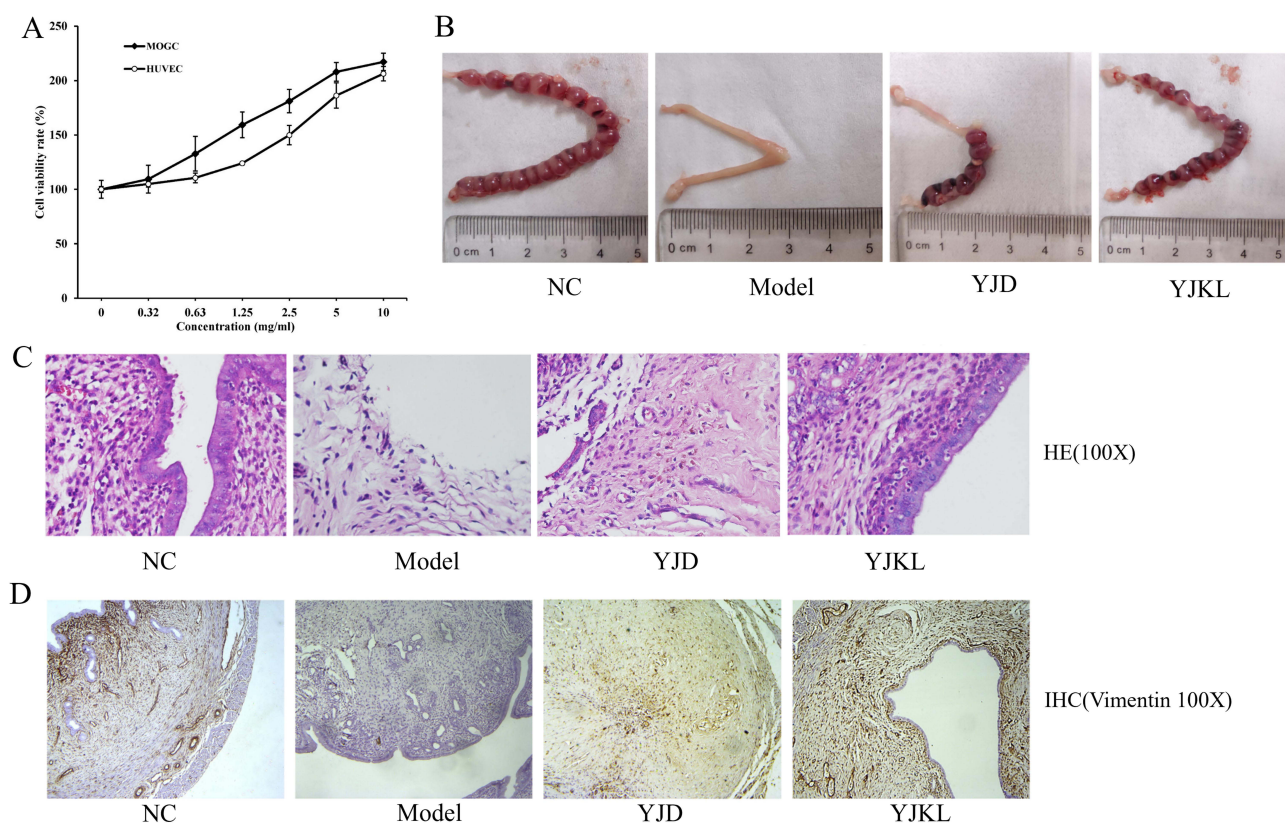 A
MOGC
HUVEC
Cell viability rate (%)
250
200
150
100
50
0
0 0.32 0.63 1.25 2.5 5 10
Concentration (mg/ml)
B
0 cm 1 2 3 4 5
0 cm 1 2 3 4 5
0 cm 1 2 3 4 5
0 cm 1 2 3 4 5
NC Model YJD YJKL
C
HE(100X)
NC Model YJD YJKL
D
IHC(Vimentin 100X)
NC Model YJD YJKL